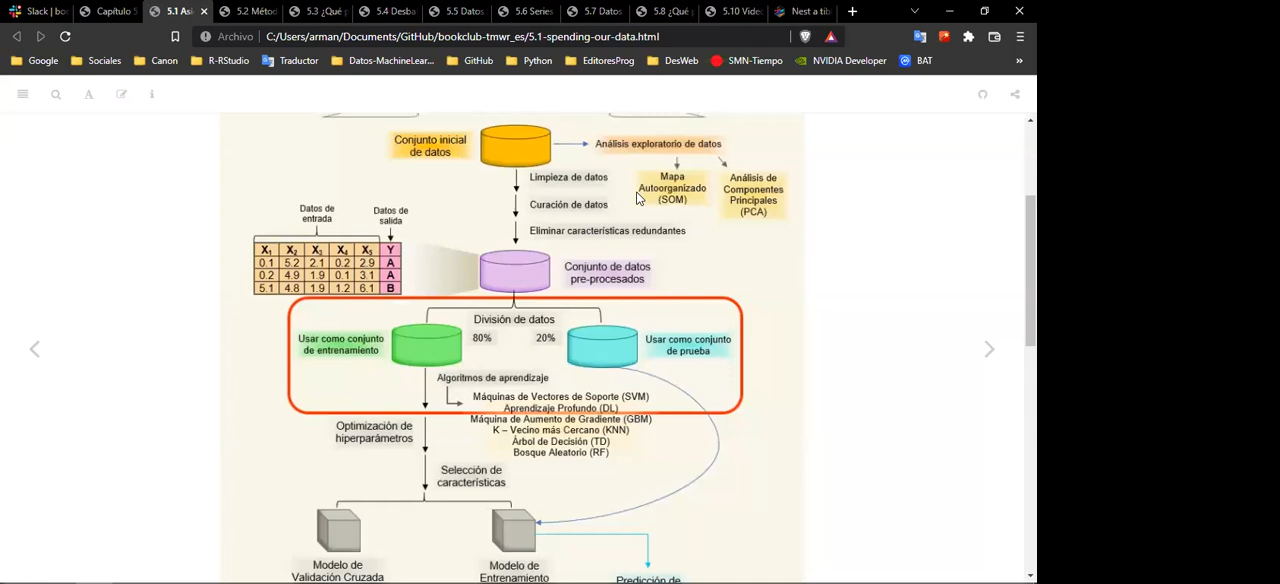 Slack | bo
Capítulo 5
5.1 Asi
5.2 Métod
5.3 ¿Qué p
5.4 Desba
5.5 Datos
5.6 Series
5.7 Datos
5.8 ¿Qué
5.10 Vide
Nest a tib
Archivo
C:/Users/arman/Documents/GitHub/bookclub-tmwr_es/5.1-spending-our-data.html
Google
Sociales
Canon
R-RStudio
Traductor
Datos-MachineLear...
GitHub
Python
EditoresProg
DesWeb
SMN-Tiempo
NVIDIA Developer
BAT
Conjunto inicial
de datos
Análisis exploratorio de datos
Limpieza de datos
Mapa
Autoorganizado
(SOM)
Análisis de
Componentes
Principales
(PCA)
Curación de datos
Datos de
entrada
Datos de
salida
Eliminar características redundantes
X1 X2 X3 X4 X5 Y
0.1 5.2 2.1 0.2 2.9 A
0.2 4.9 1.9 0.1 3.1 A
5.1 4.8 1.9 1.2 6.1 B
Conjunto de datos
pre-procesados
División de datos
80%
20%
Usar como conjunto
de entrenamiento
Usar como conjunto
de prueba
Algoritmos de aprendizaje
Máquinas de Vectores de Soporte (SVM)
Aprendizaje Profundo (DL)
Máquina de Aumento de Gradiente (GBM)
K – Vecino más Cercano (KNN)
Árbol de Decisión (TD)
Bosque Aleatorio (RF)
Optimización de
hiperparámetros
Selección de
características
Modelo de
Validación Cruzada
Modelo de
Entrenamiento
Predicción de